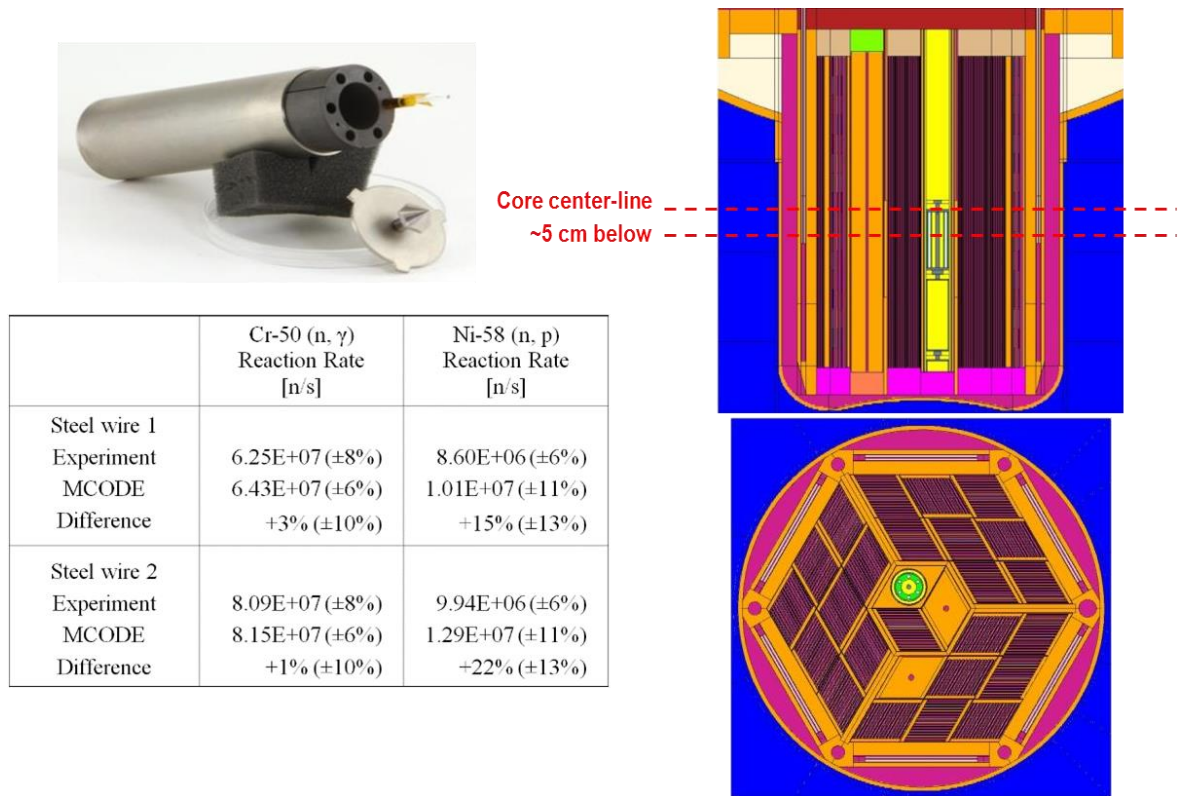 Core center-line
~5 cm below
Cr-50 (n, γ)
Reaction Rate
[n/s]
Ni-58 (n, p)
Reaction Rate
[n/s]
Steel wire 1
Experiment 6.25E+07 (±8%) 8.60E+06 (±6%)
MCODE 6.43E+07 (±6%) 1.01E+07 (±11%)
Difference +3% (±10%) +15% (±13%)
Steel wire 2
Experiment 8.09E+07 (±8%) 9.94E+06 (±6%)
MCODE 8.15E+07 (±6%) 1.29E+07 (±11%)
Difference +1% (±10%) +22% (±13%)